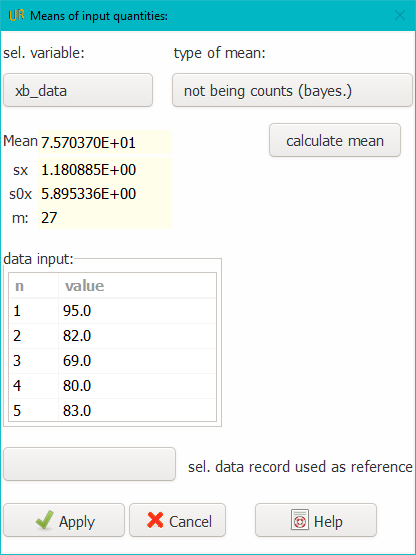 UR Means of input quantities:
sel. variable: type of mean:
xb_data not being counts (bayes.)
Mean 7.570370E+01 calculate mean
sx 1.180885E+00
s0x 5.895336E+00
m: 27
data input:
n value
1 95.0
2 82.0
3 69.0
4 80.0
5 83.0
sel. data record used as reference
Apply Cancel Help